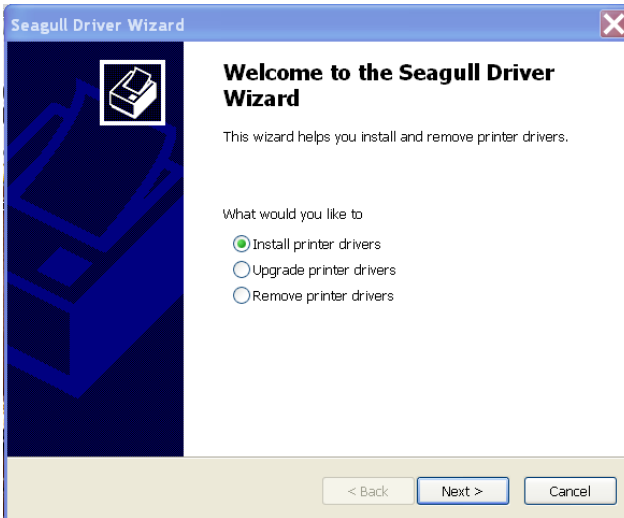 Seagull Driver Wizard
Welcome to the Seagull Driver
Wizard
This wizard helps you install and remove printer drivers.
What would you like to
Install printer drivers
Upgrade printer drivers
Remove printer drivers
< Back
Next >
Cancel